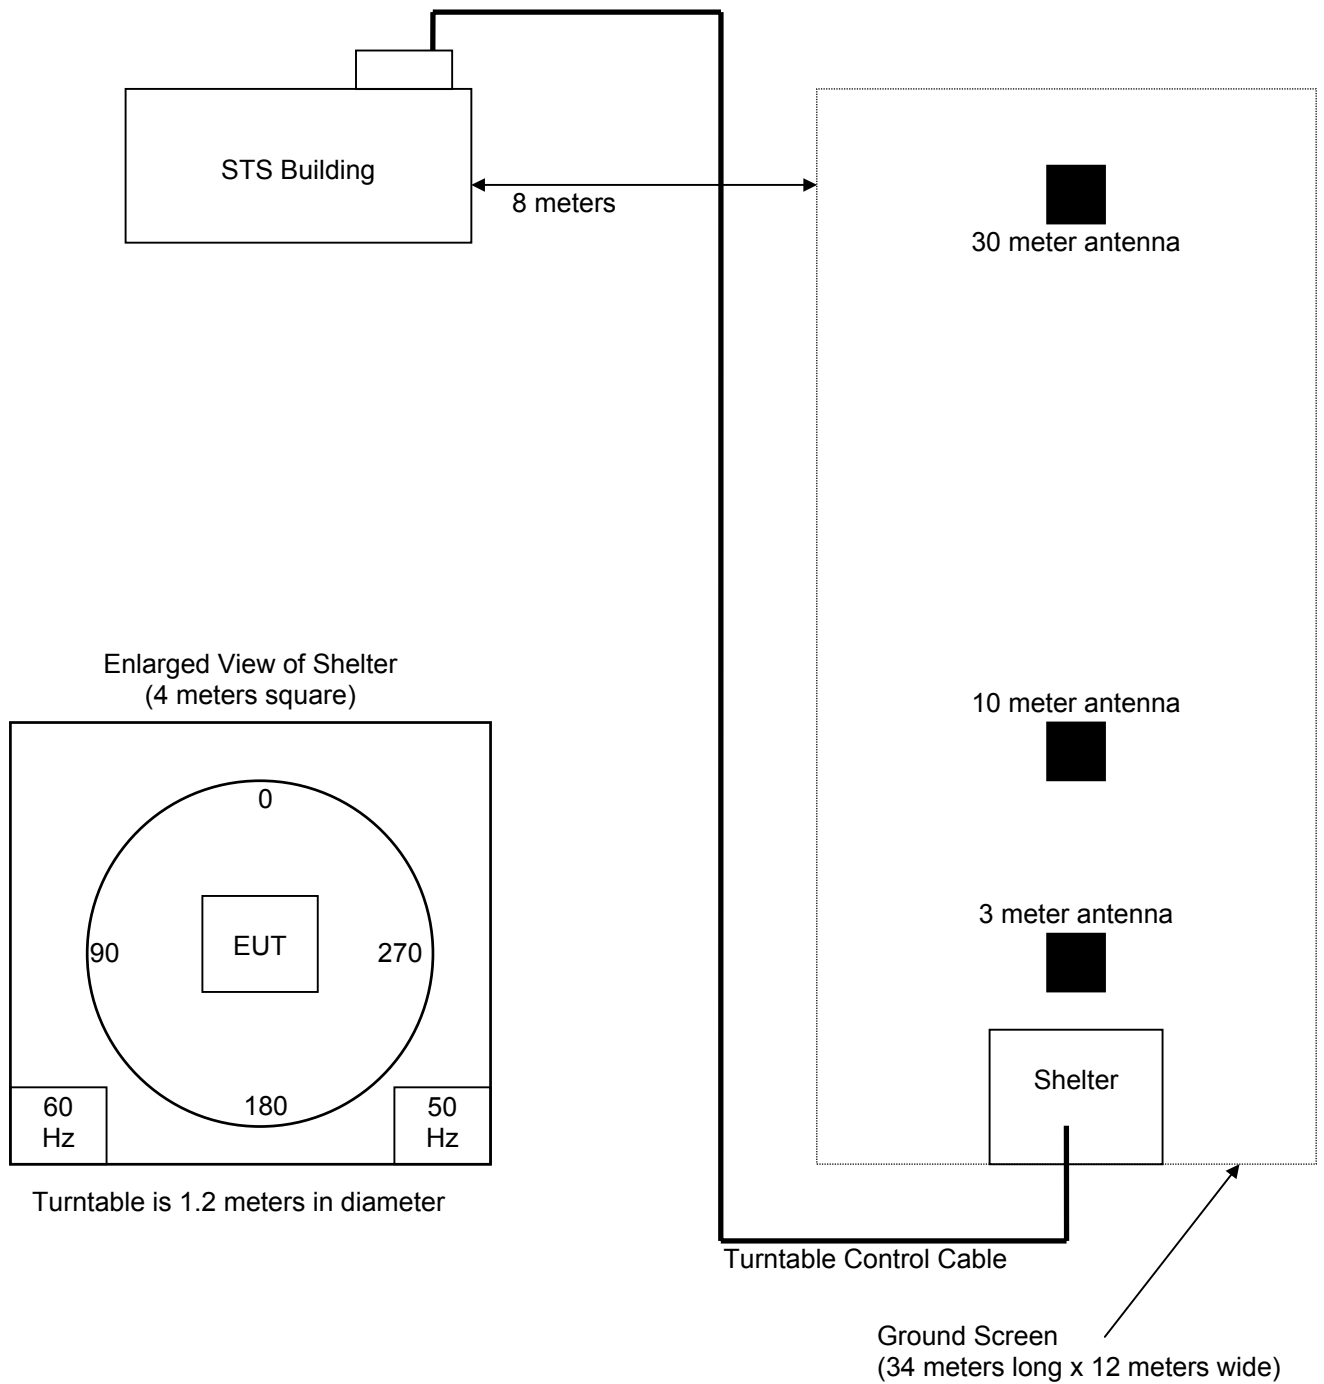 STS Building
8 meters
30 meter antenna
Enlarged View of Shelter
(4 meters square)
10 meter antenna
0
3 meter antenna
90
EUT
270
Shelter
60
Hz
180
50
Hz
Turntable is 1.2 meters in diameter
Turntable Control Cable
Ground Screen
(34 meters long x 12 meters wide)